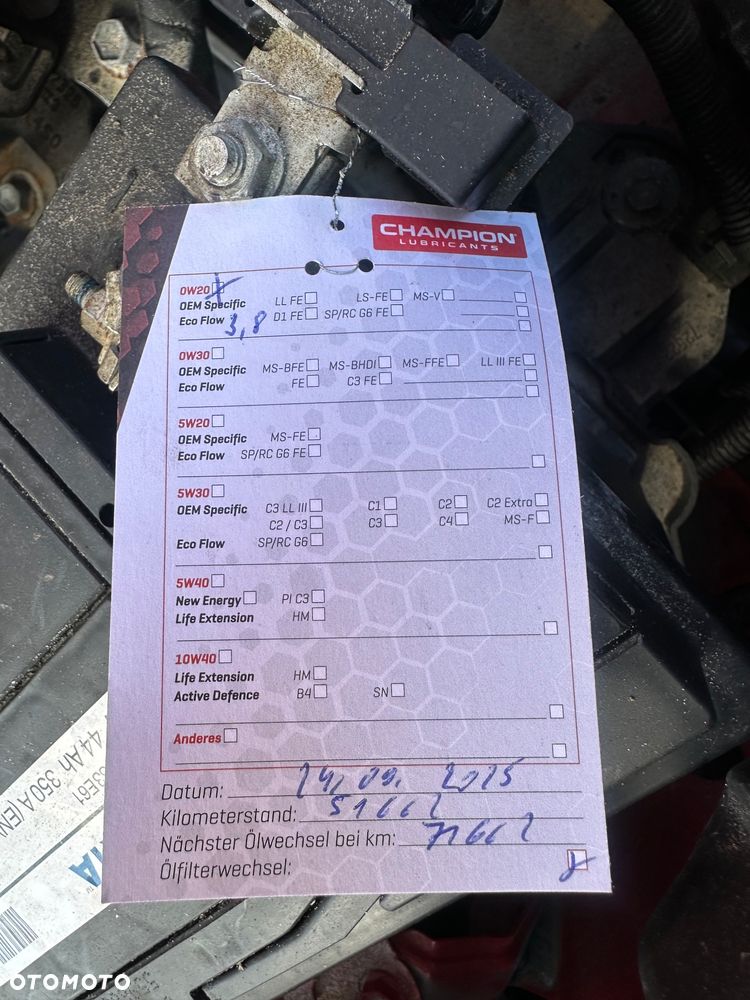 CHAMPION
LUBRICANTS
0W20
OEM Specific LL FE LS-FE MS-V
Eco Flow 3,8 D1 FE SP/RC G6 FE
0W30
OEM Specific MS-BFE MS-BHDI MS-FFE LL III FE
Eco Flow FE C3 FE
5W20
OEM Specific MS-FE
Eco Flow SP/RC G6 FE
5W30
OEM Specific C3 LL III C1 C2 C2 Extra
C2 / C3 C3 C4 MS-F
Eco Flow SP/RC G6
5W40
New Energy PI C3
Life Extension HM
10W40
Life Extension HM
Active Defence B4 SN
Anderes
Datum: 24. 09. 2025
Kilometerstand: 51662
Nächster Ölwechsel bei km: 71662
Ölfilterwechsel:
44 Ah 350 A (EN
OTOMOTO